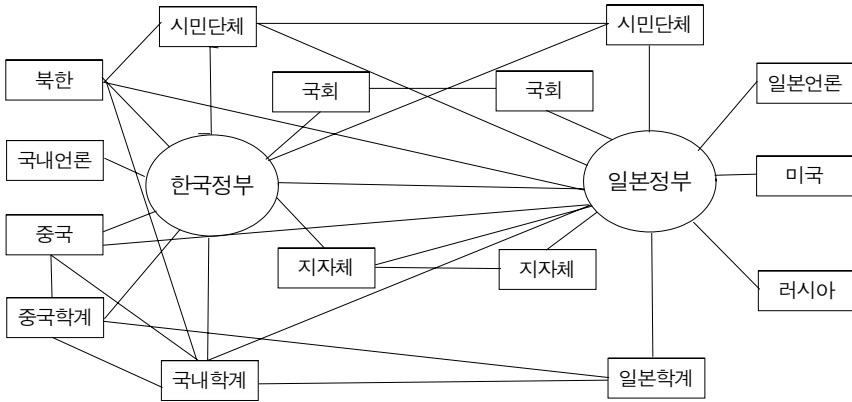 시민단체
시민단체
북한
국회
국회
일본언론
국내언론
한국정부
일본정부
미국
중국
지자체
지자체
러시아
중국학계
국내학계
일본학계